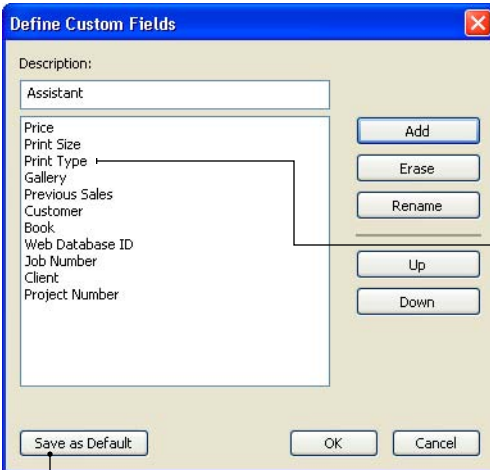 Define Custom Fields
Description:
Assistant
Price
Print Size
Print Type
Gallery
Previous Sales
Customer
Book
Web Database ID
Job Number
Client
Project Number
Add
Erase
Rename
Up
Down
Save as Default
OK
Cancel